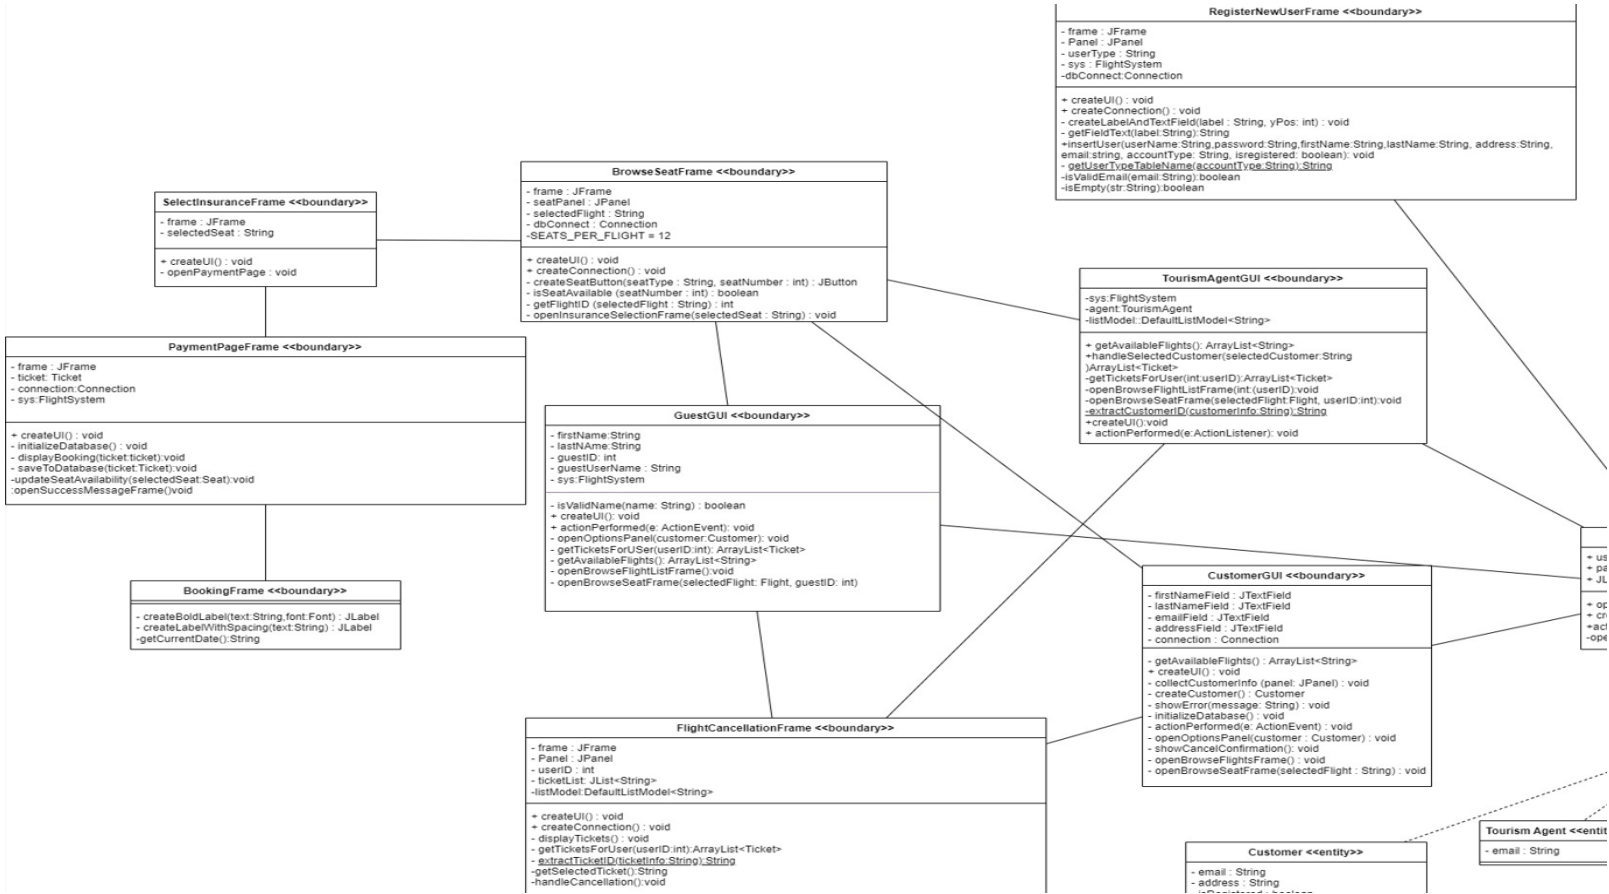 RegisterNewUserFrame <<boundary>>
- frame : JFrame
- Panel : JPanel
- userType : String
- sys : FlightSystem
-dbConnect:Connection
+ createUI() : void
+ createConnection() : void
- createLabelAndTextField(label : String, yPos: int) : void
- getFieldText(label:String):String
+insertUser(userName:String,password:String,firstName:String,lastName:String, address:String,
email:string, accountType: String, isregistered: boolean): void
- getUserTypeTableName(accountType:String):String
-isValidEmail(email:String):boolean
-isEmpty(str:String):boolean
BrowseSeatFrame <<boundary>>
- frame : JFrame
- seatPanel : JPanel
- selectedFlight : String
- dbConnect : Connection
-SEATS_PER_FLIGHT = 12
+ createUI() : void
+ createConnection() : void
- createSeatButton(seatType : String, seatNumber : int) : JButton
- isSeatAvailable (seatNumber : int) : boolean
- getFlightID (selectedFlight : String) : int
- openInsuranceSelectionFrame(selectedSeat : String) : void
SelectInsuranceFrame <<boundary>>
- frame : JFrame
- selectedSeat : String
+ createUI() : void
- openPaymentPage : void
TourismAgentGUI <<boundary>>
-sys:FlightSystem
-agent:TourismAgent
-listModel::DefaultListModel<String>
+ getAvailableFlights(): ArrayList<String>
+handleSelectedCustomer(selectedCustomer:String
)ArrayList<Ticket>
-getTicketsForUser(int:userID):ArrayList<Ticket>
-openBrowseFlightListFrame(int:(userID):void
-openBrowseSeatFrame(selectedFlight:Flight, userID:int):void
-extractCustomerID(customerInfo:String):String
+createUI():void
+ actionPerformed(e:ActionListener): void
PaymentPageFrame <<boundary>>
- frame : JFrame
- ticket: Ticket
- connection:Connection
- sys:FlightSystem
+ createUI() : void
- initializeDatabase() : void
- displayBooking(ticket:ticket):void
- saveToDatabase(ticket:Ticket):void
-updateSeatAvailability(selectedSeat:Seat):void
:openSuccessMessageFrame()void
GuestGUI <<boundary>>
- firstName:String
- lastNAme:String
- guestID: int
- guestUserName : String
- sys:FlightSystem
- isValidName(name: String) : boolean
+ createUI(): void
+ actionPerformed(e: ActionEvent): void
- openOptionsPanel(customer:Customer): void
- getTicketsForUSer(userID:int): ArrayList<Ticket>
- getAvailableFlights(): ArrayList<String>
- openBrowseFlightListFrame():void
- openBrowseSeatFrame(selectedFlight: Flight, guestID: int)
+ us
+ pa
+ JL
+ op
+ cre
+act
-ope
BookingFrame <<boundary>>
- createBoldLabel(text:String,font:Font) : JLabel
- createLabelWithSpacing(text:String) : JLabel
-getCurrentDate():String
CustomerGUI <<boundary>>
- firstNameField : JTextField
- lastNameField : JTextField
- emailField : JTextField
- addressField : JTextField
- connection : Connection
- getAvailableFlights() : ArrayList<String>
+ createUI() : void
- collectCustomerInfo (panel: JPanel) : void
- createCustomer() : Customer
- showError(message: String) : void
- initializeDatabase() : void
- actionPerformed(e: ActionEvent) : void
- openOptionsPanel(customer : Customer) : void
- showCancelConfirmation(): void
- openBrowseFlightsFrame() : void
- openBrowseSeatFrame(selectedFlight : String) : void
FlightCancellationFrame <<boundary>>
- frame : JFrame
- Panel : JPanel
- userID : int
- ticketList: JList<String>
-listModel:DefaultListModel<String>
+ createUI() : void
+ createConnection() : void
- displayTickets() : void
- getTicketsForUser(userID:int):ArrayList<Ticket>
- extractTicketID(ticketInfo:String):String
-getSelectedTicket():String
-handleCancellation():void
Tourism Agent <<entit
- email : String
Customer <<entity>>
- email : String
- address : String
- isRegistered : boolean